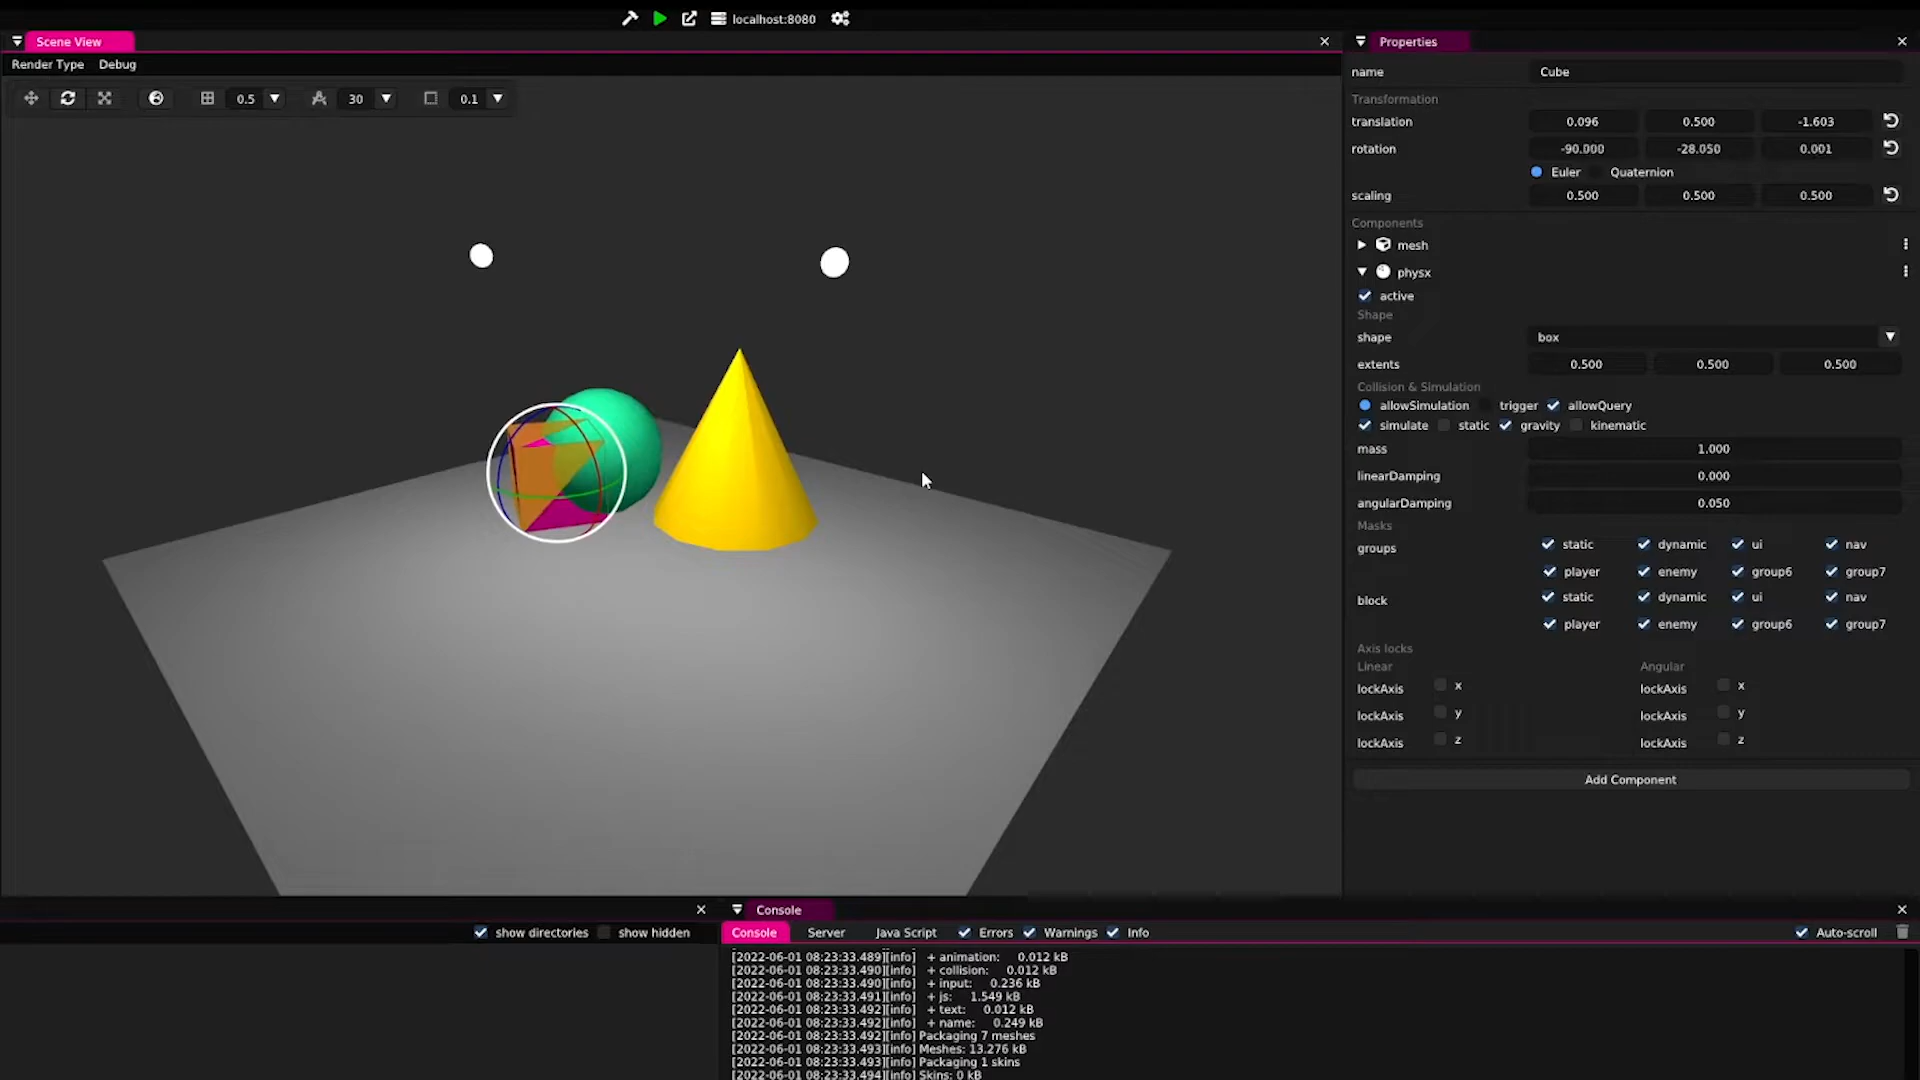 localhost:8080
Scene View
Render Type Debug
0.5 30 0.1
Properties
name Cube
Transformation
translation 0.096 0.500 -1.603
rotation -90.000 -28.050 0.001
Euler Quaternion
scaling 0.500 0.500 0.500
Components
mesh
physx
active
Shape
shape box
extents 0.500 0.500 0.500
Collision & Simulation
allowSimulation trigger allowQuery
simulate static gravity kinematic
mass 1.000
linearDamping 0.000
angularDamping 0.050
Masks
groups static dynamic ui nav
player enemy group6 group7
block static dynamic ui nav
player enemy group6 group7
Axis locks
Linear Angular
lockAxis x lockAxis x
lockAxis y lockAxis y
lockAxis z lockAxis z
Add Component
show directories show hidden
Console
Console Server Java Script Errors Warnings Info Auto-scroll
[2022-06-01 08:23:33.489][info] + animation: 0.012 kB
[2022-06-01 08:23:33.490][info] + collision: 0.012 kB
[2022-06-01 08:23:33.490][info] + input: 0.236 kB
[2022-06-01 08:23:33.491][info] + js: 1.549 kB
[2022-06-01 08:23:33.492][info] + text: 0.012 kB
[2022-06-01 08:23:33.492][info] + name: 0.249 kB
[2022-06-01 08:23:33.492][info] Packaging 7 meshes
[2022-06-01 08:23:33.493][info] Meshes: 13.276 kB
[2022-06-01 08:23:33.493][info] Packaging 1 skins
[2022-06-01 08:23:33.494][info] Skins: 0 kB